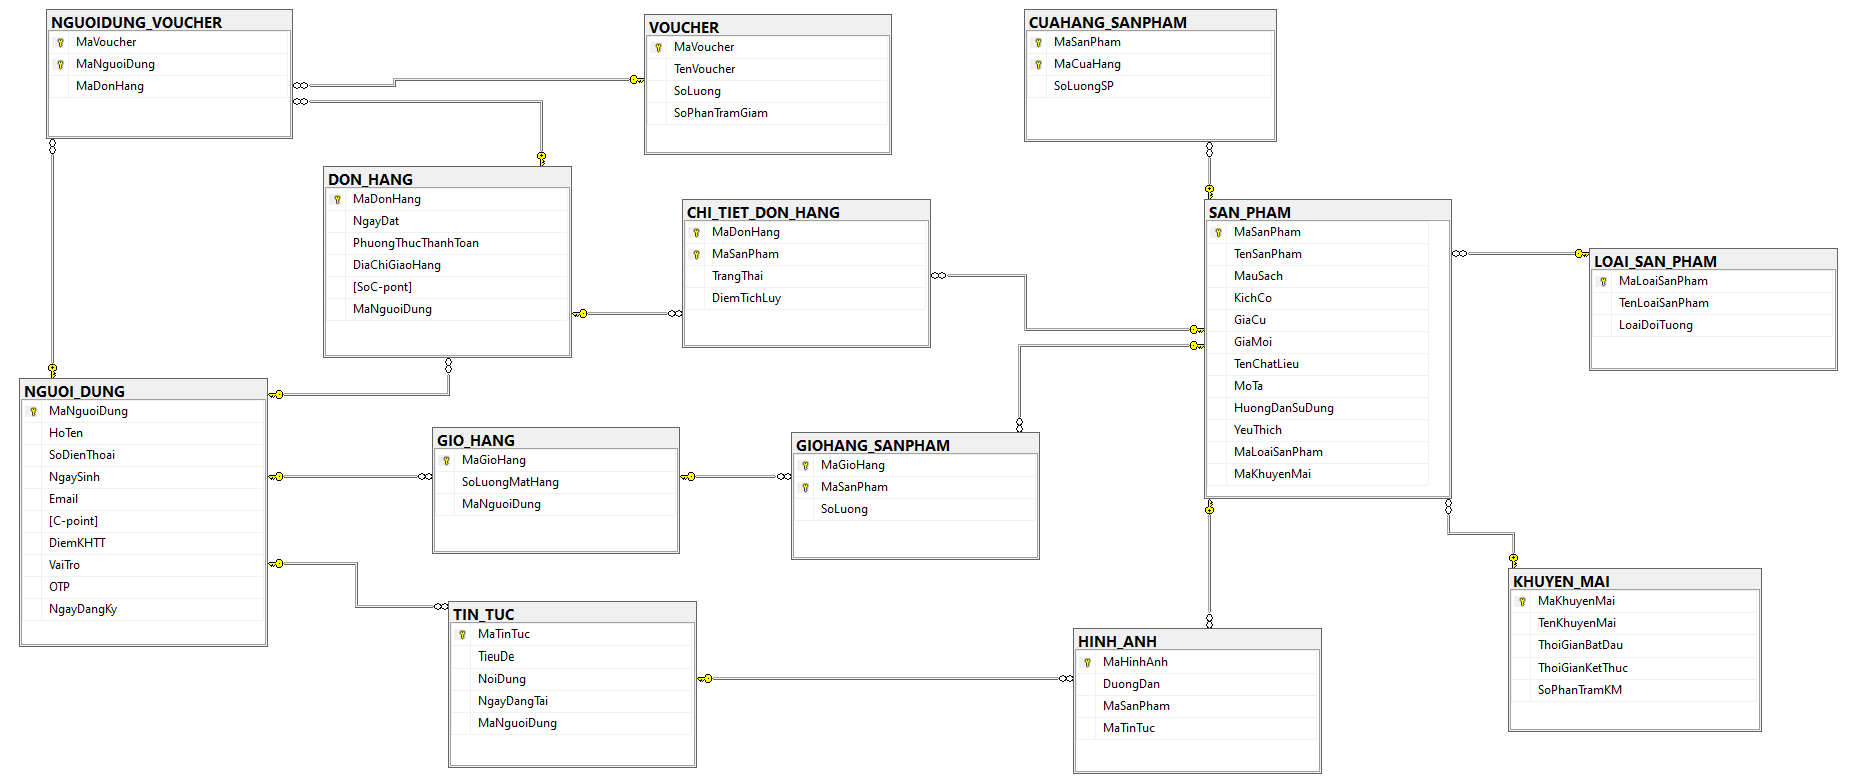 NGUOIDUNG_VOUCHER
MaVoucher
MaNguoiDung
MaDonHang
VOUCHER
MaVoucher
TenVoucher
SoLuong
SoPhanTramGiam
CUAHANG_SANPHAM
MaSanPham
MaCuaHang
SoLuongSP
DON_HANG
MaDonHang
NgayDat
PhuongThucThanhToan
DiaChiGiaoHang
[SoC-pont]
MaNguoiDung
CHI_TIET_DON_HANG
MaDonHang
MaSanPham
TrangThai
DiemTichLuy
SAN_PHAM
MaSanPham
TenSanPham
MauSach
KichCo
GiaCu
GiaMoi
TenChatLieu
MoTa
HuongDanSuDung
YeuThich
MaLoaiSanPham
MaKhuyenMai
LOAI_SAN_PHAM
MaLoaiSanPham
TenLoaiSanPham
LoaiDoiTuong
NGUOI_DUNG
MaNguoiDung
HoTen
SoDienThoai
NgaySinh
Email
[C-point]
DiemKHTT
VaiTro
OTP
NgayDangKy
GIO_HANG
MaGioHang
SoLuongMatHang
MaNguoiDung
GIOHANG_SANPHAM
MaGioHang
MaSanPham
SoLuong
TIN_TUC
MaTinTuc
TieuDe
NoiDung
NgayDangTai
MaNguoiDung
HINH_ANH
MaHinhAnh
DuongDan
MaSanPham
MaTinTuc
KHUYEN_MAI
MaKhuyenMai
TenKhuyenMai
ThoiGianBatDau
ThoiGianKetThuc
SoPhanTramKM